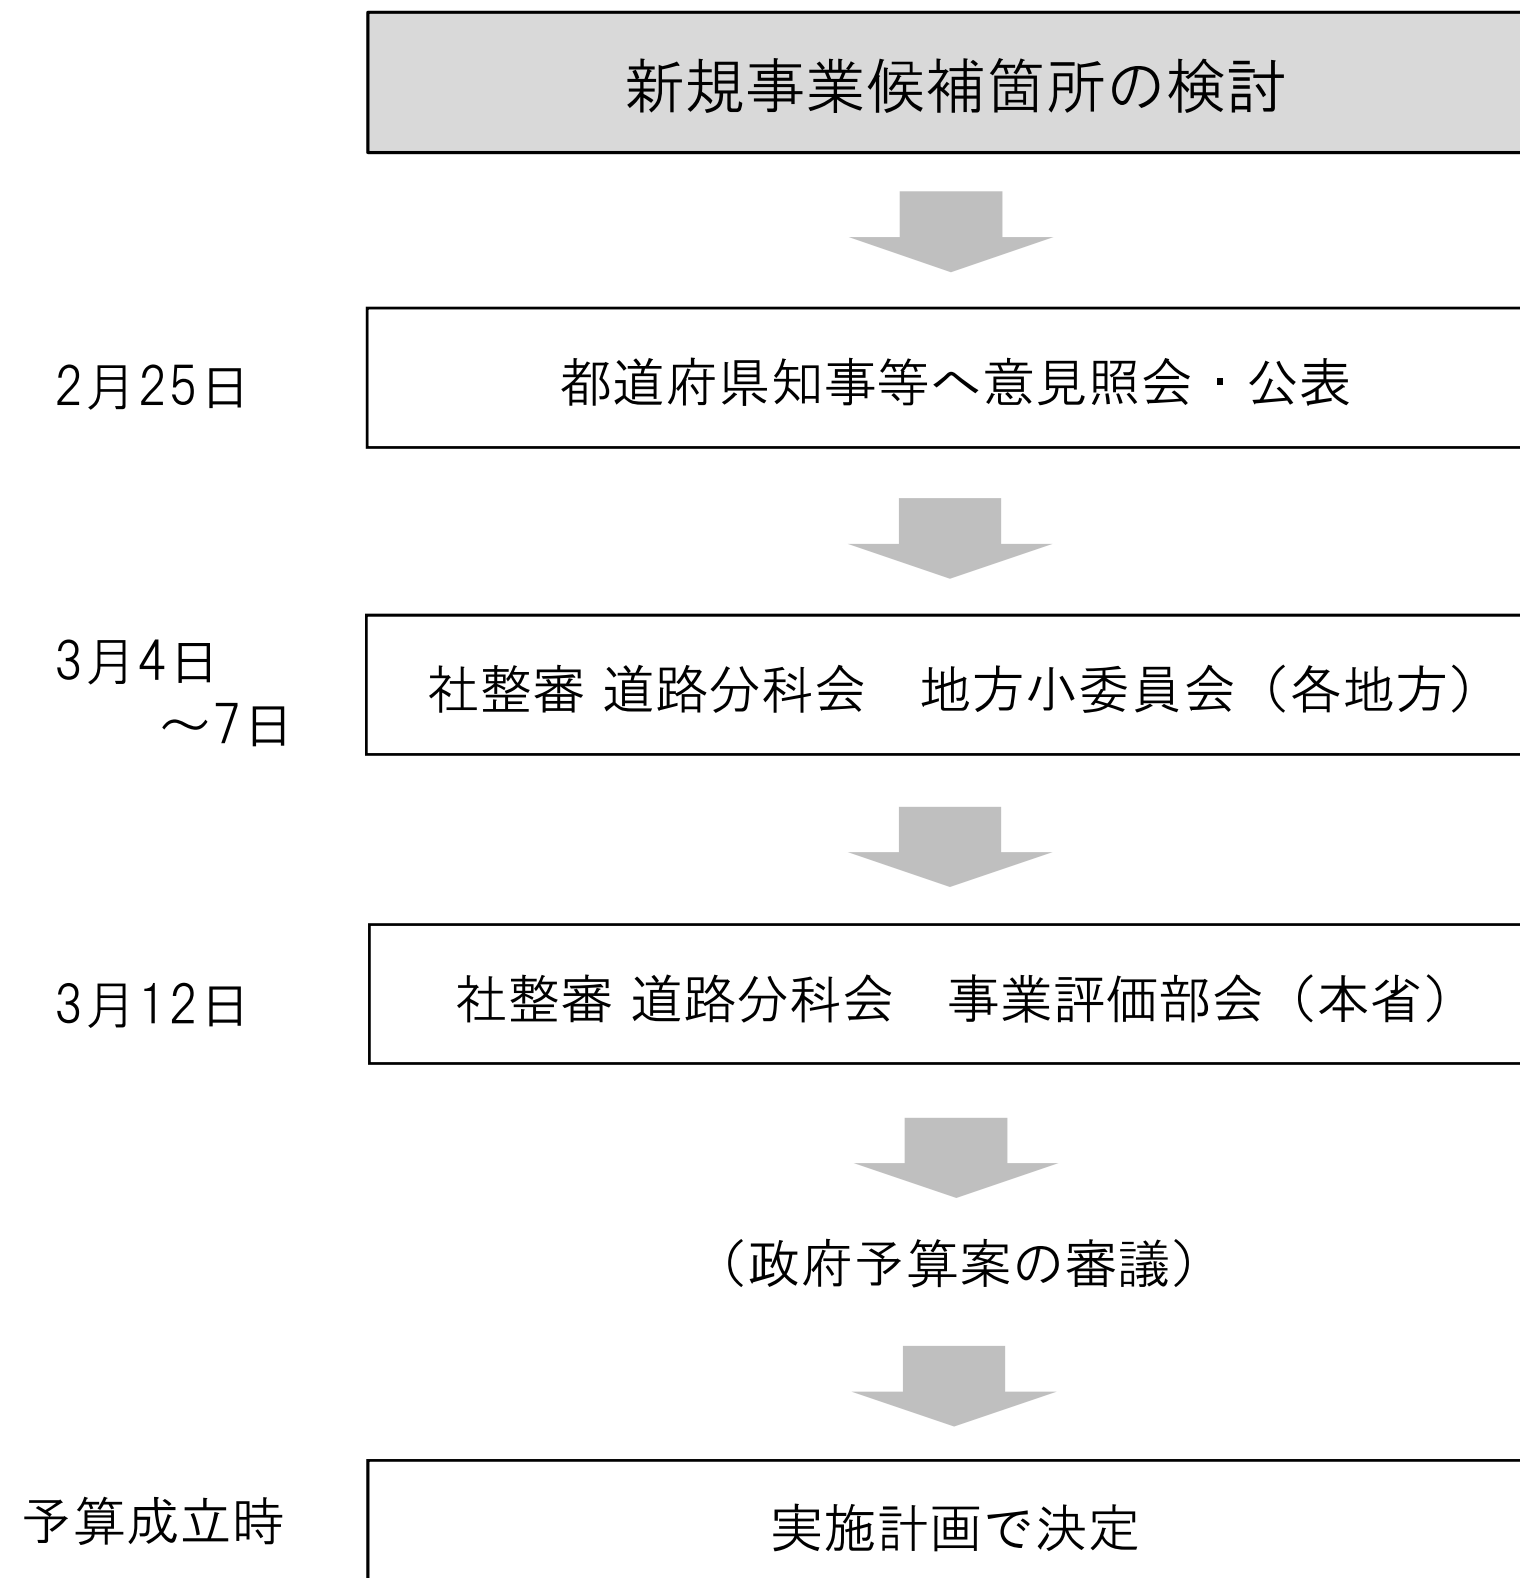 新規事業候補箇所の検討
2月25日
都道府県知事等へ意見照会・公表
3月4日
～7日
社整審 道路分科会　地方小委員会（各地方）
3月12日
社整審 道路分科会　事業評価部会（本省）
（政府予算案の審議）
予算成立時
実施計画で決定